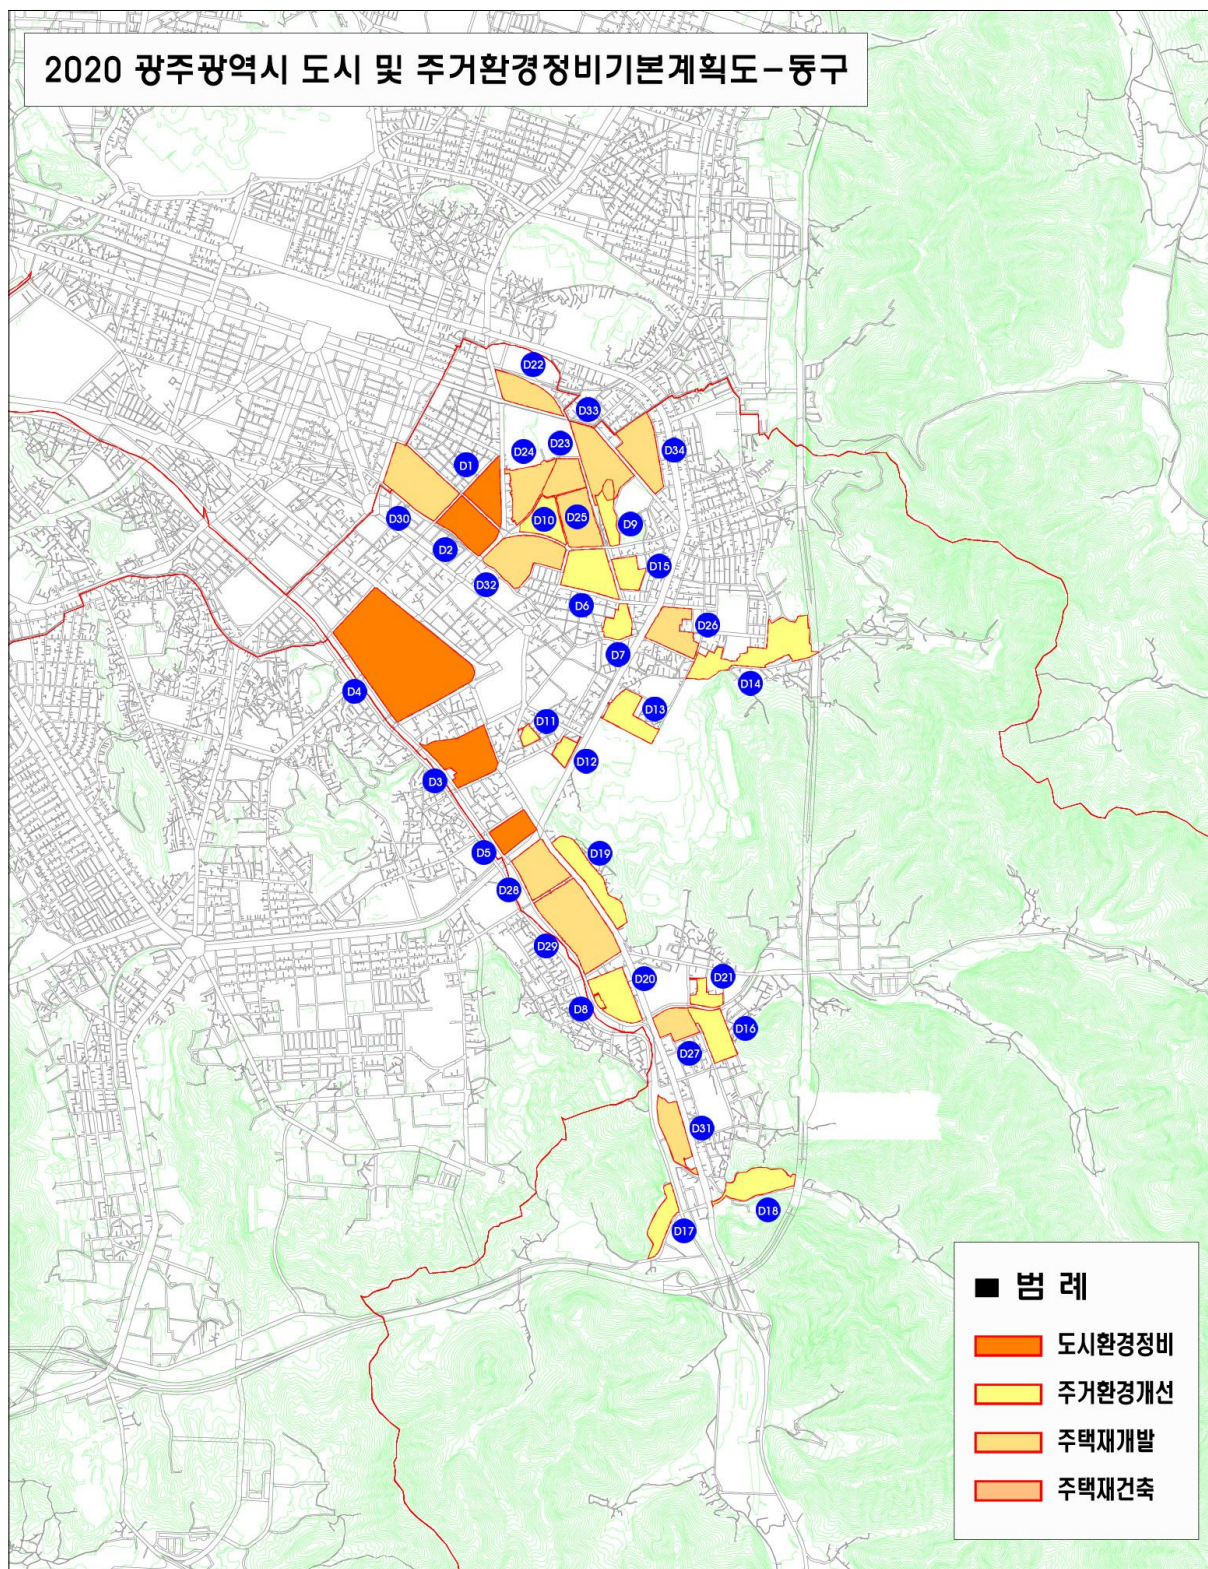 2020 광주광역시 도시 및 주거환경정비기본계획도-동구
D22
D33
D23
D24
D34
D1
D30
D10
D25
D9
D2
D32
D15
D6
D26
D7
D14
D4
D13
D11
D12
D3
D5
D19
D28
D29
D20
D21
D8
D16
D27
D31
D18
D17
■ 범 례
도시환경정비
주거환경개선
주택재개발
주택재건축